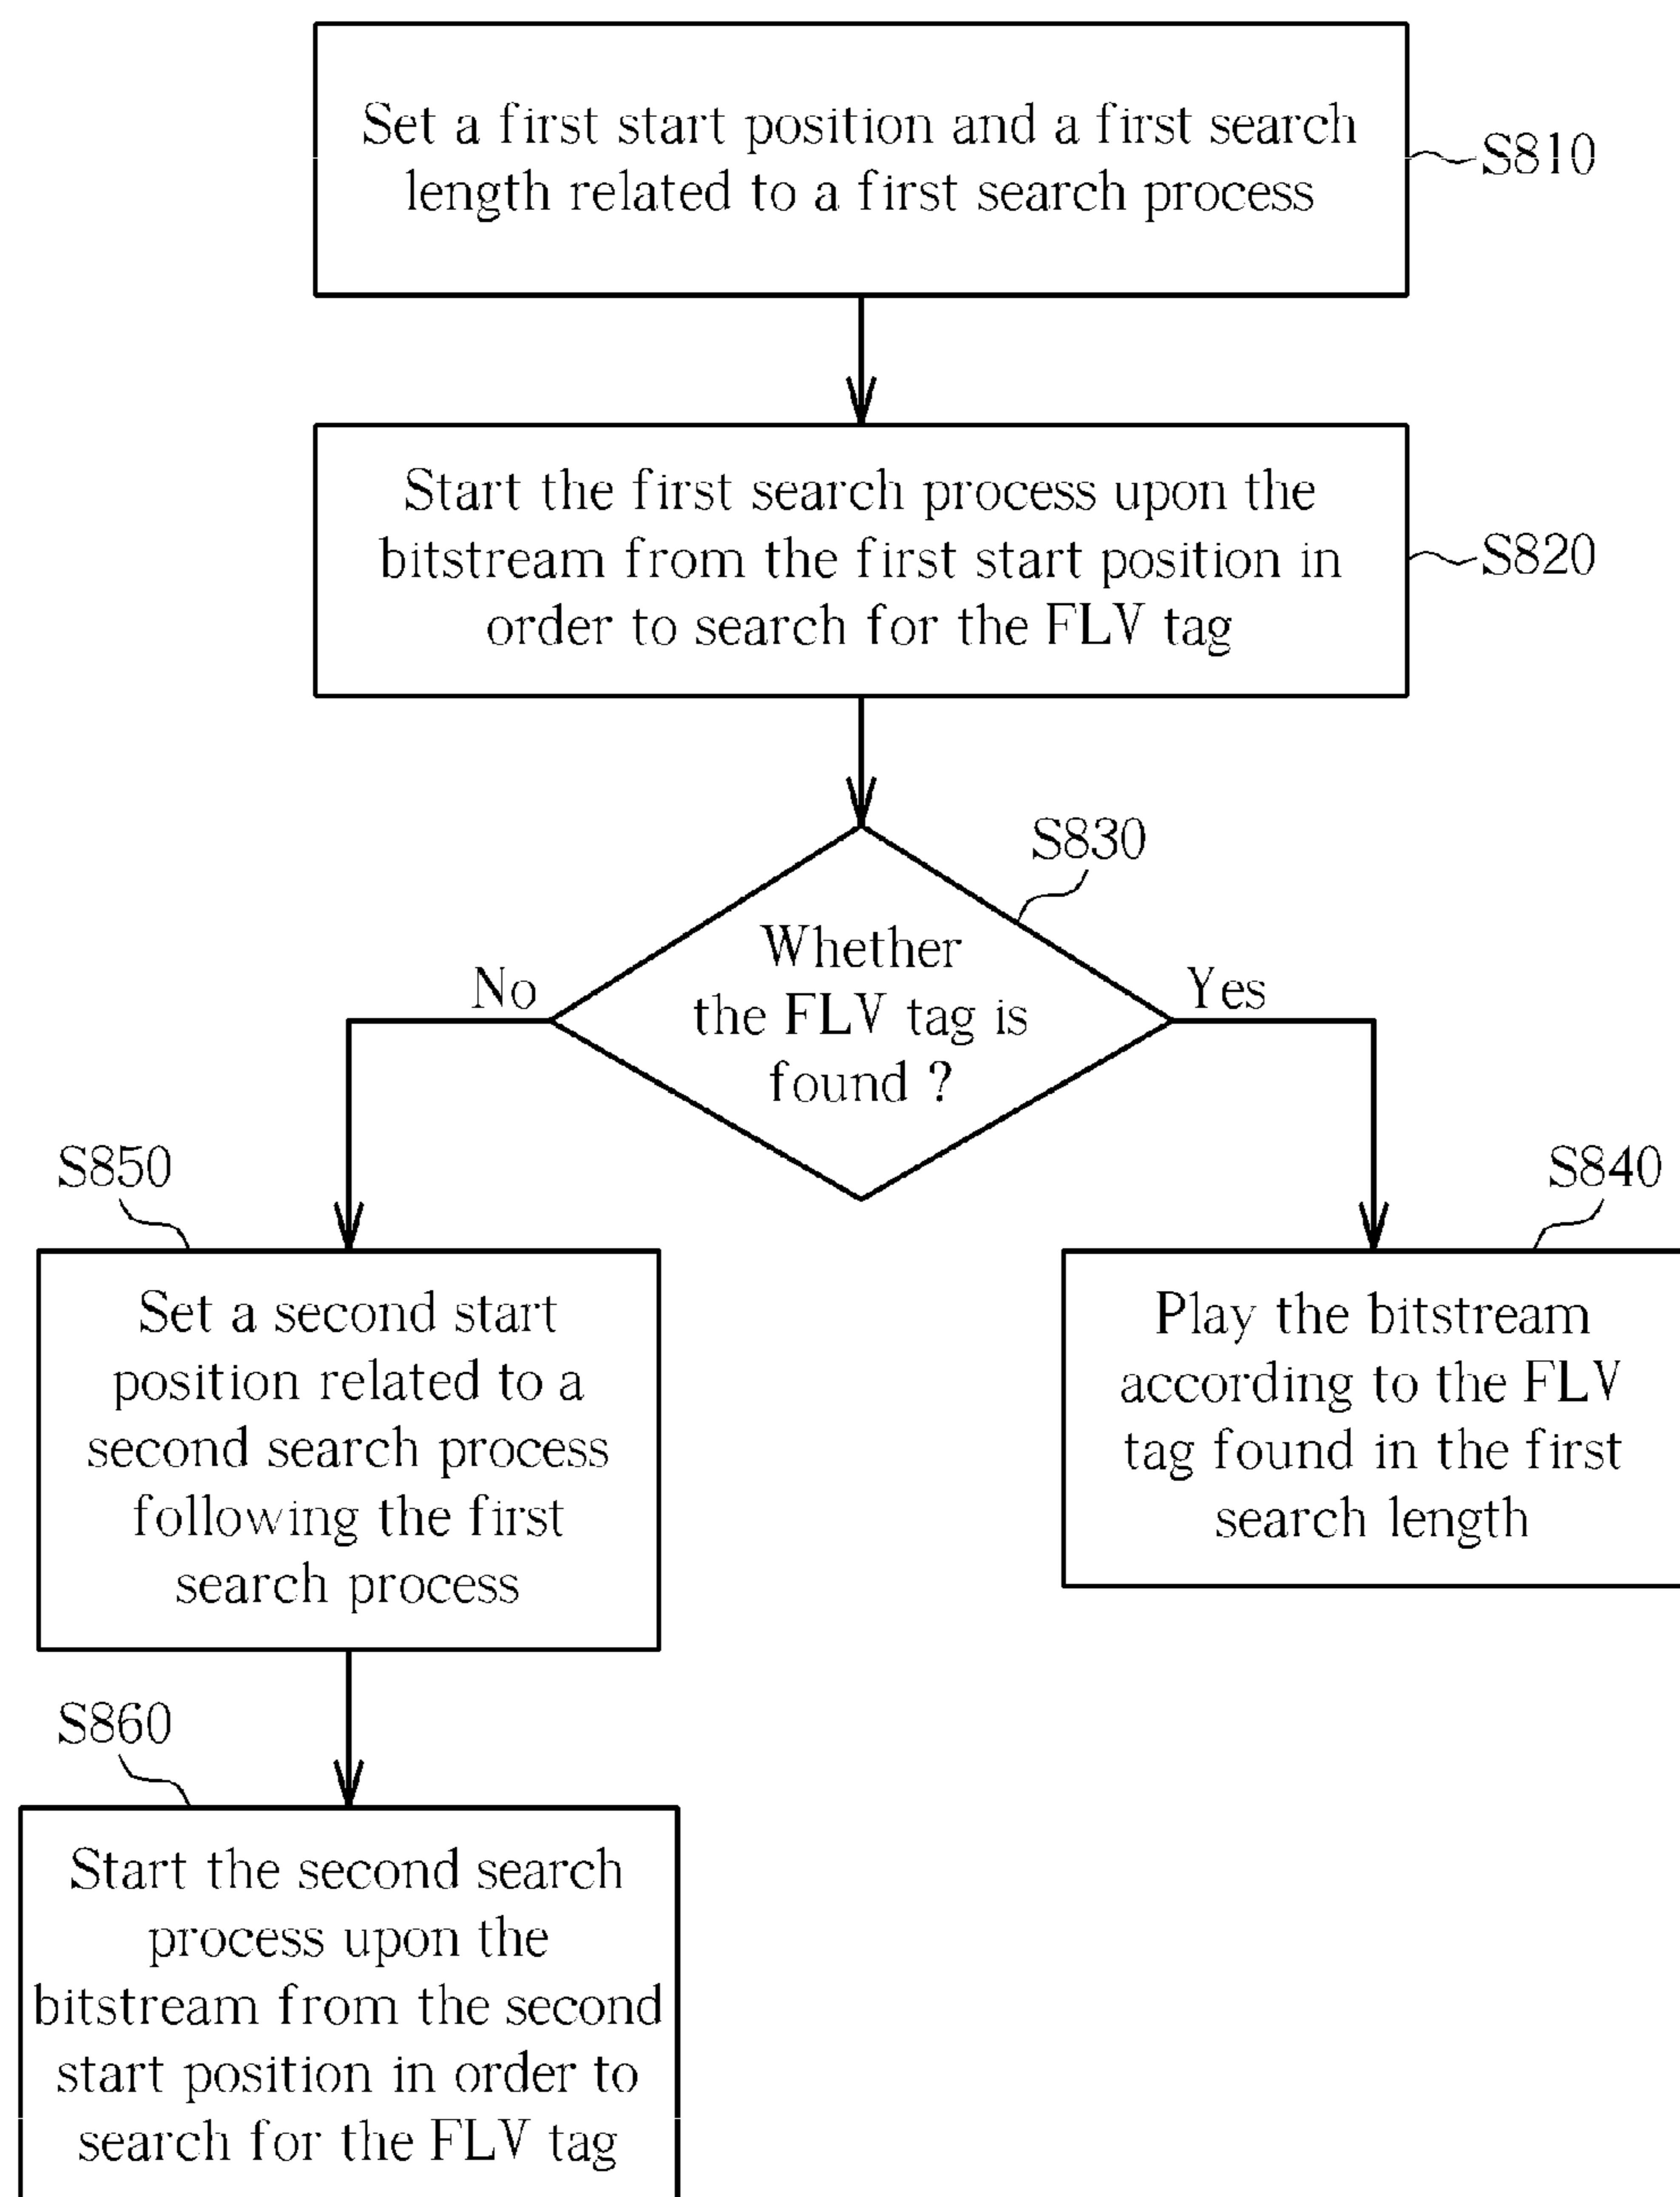 Set a first start position and a first search
length related to a first search process
S810
Start the first search process upon the
bitstream from the first start position in
order to search for the FLV tag
S820
S830
Whether
the FLV tag is
found ?
No
Yes
S850
Set a second start
position related to a
second search process
following the first
search process
S840
Play the bitstream
according to the FLV
tag found in the first
search length
S860
Start the second search
process upon the
bitstream from the second
start position in order to
search for the FLV tag